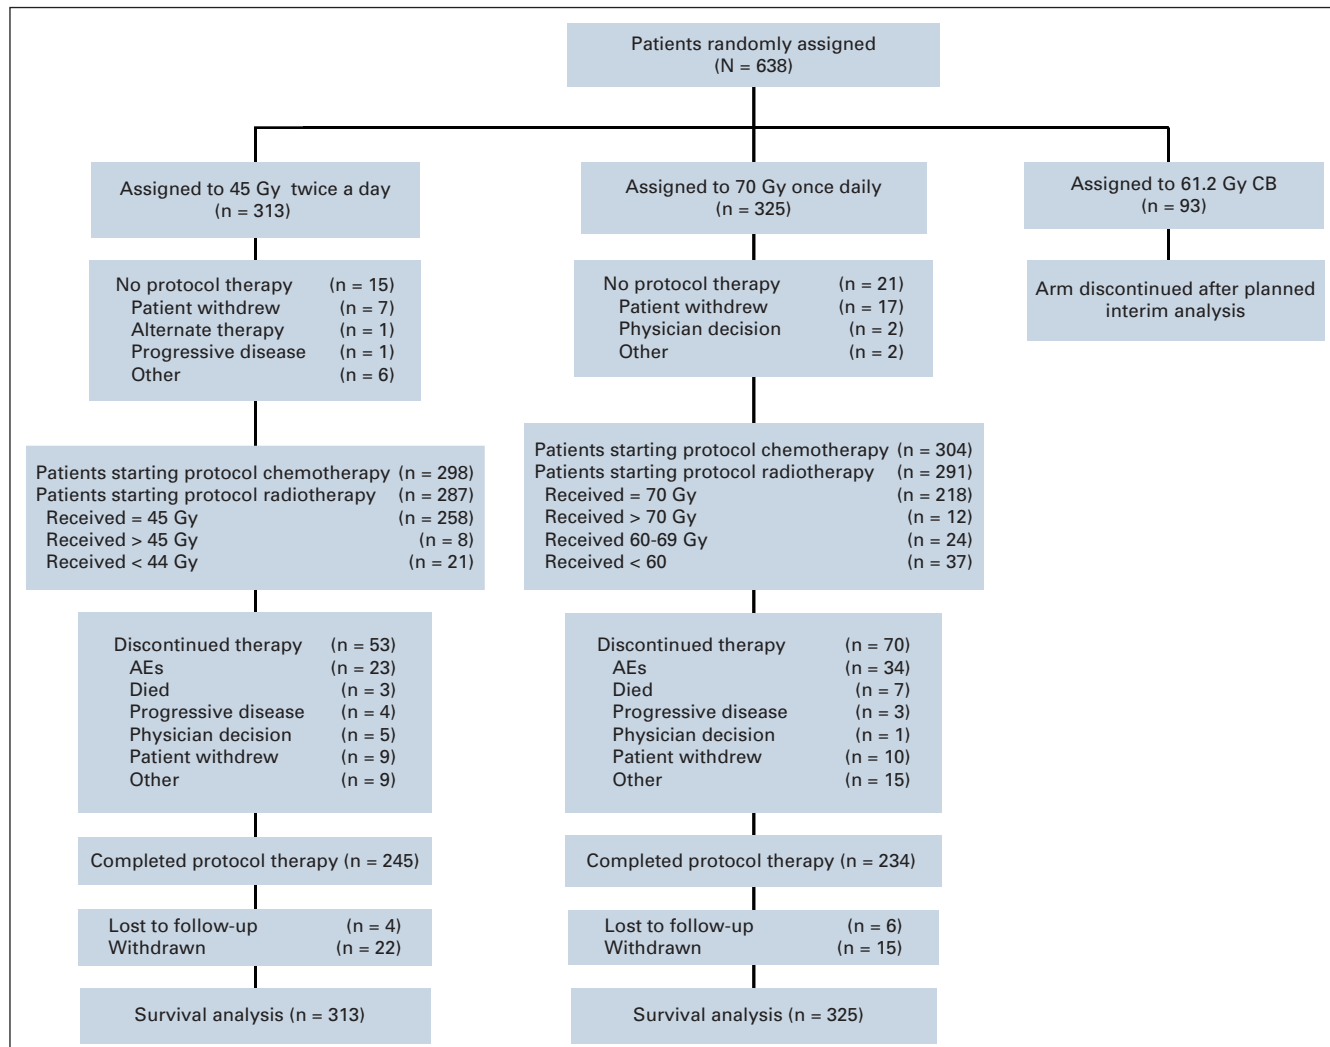 Patients randomly assigned
(N = 638)
Assigned to 45 Gy twice a day
(n = 313)
Assigned to 70 Gy once daily
(n = 325)
Assigned to 61.2 Gy CB
(n = 93)
No protocol therapy (n = 15)
Patient withdrew (n = 7)
Alternate therapy (n = 1)
Progressive disease (n = 1)
Other (n = 6)
No protocol therapy (n = 21)
Patient withdrew (n = 17)
Physician decision (n = 2)
Other (n = 2)
Arm discontinued after planned
interim analysis
Patients starting protocol chemotherapy (n = 298)
Patients starting protocol radiotherapy (n = 287)
Received = 45 Gy (n = 258)
Received > 45 Gy (n = 8)
Received < 44 Gy (n = 21)
Patients starting protocol chemotherapy (n = 304)
Patients starting protocol radiotherapy (n = 291)
Received = 70 Gy (n = 218)
Received > 70 Gy (n = 12)
Received 60-69 Gy (n = 24)
Received < 60 (n = 37)
Discontinued therapy (n = 53)
AEs (n = 23)
Died (n = 3)
Progressive disease (n = 4)
Physician decision (n = 5)
Patient withdrew (n = 9)
Other (n = 9)
Discontinued therapy (n = 70)
AEs (n = 34)
Died (n = 7)
Progressive disease (n = 3)
Physician decision (n = 1)
Patient withdrew (n = 10)
Other (n = 15)
Completed protocol therapy (n = 245)
Completed protocol therapy (n = 234)
Lost to follow-up (n = 4)
Withdrawn (n = 22)
Lost to follow-up (n = 6)
Withdrawn (n = 15)
Survival analysis (n = 313)
Survival analysis (n = 325)